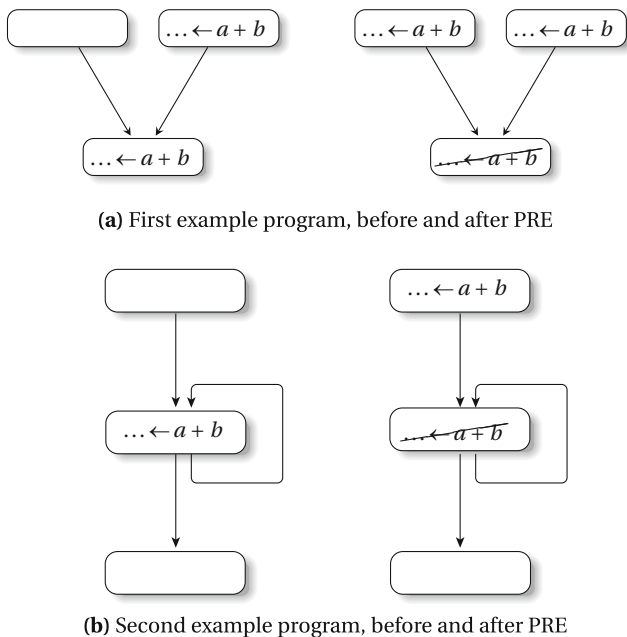 … ← a + b
… ← a + b
… ← a + b
… ← a + b
… ← a + b
(a) First example program, before and after PRE
… ← a + b
… ← a + b
… ← a + b
(b) Second example program, before and after PRE